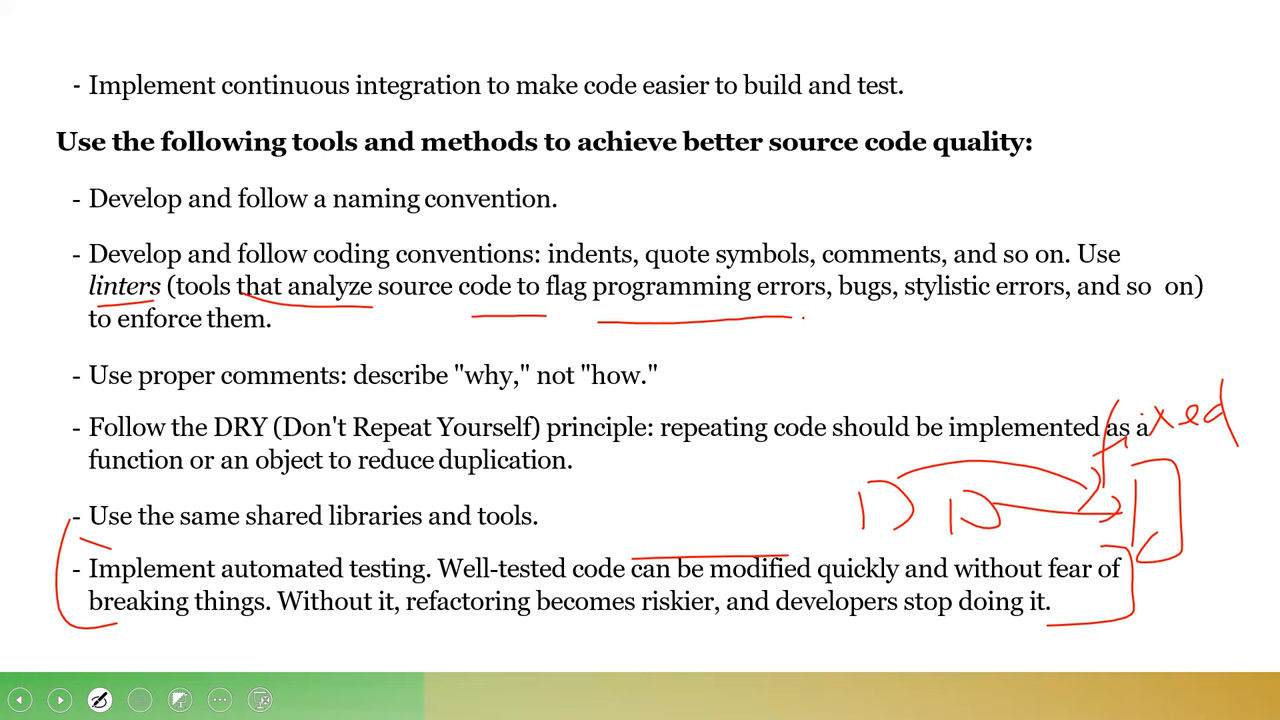 - Implement continuous integration to make code easier to build and test.
Use the following tools and methods to achieve better source code quality:
- Develop and follow a naming convention.
- Develop and follow coding conventions: indents, quote symbols, comments, and so on. Use
linters (tools that analyze source code to flag programming errors, bugs, stylistic errors, and so on)
to enforce them.
- Use proper comments: describe "why," not "how."
- Follow the DRY (Don't Repeat Yourself) principle: repeating code should be implemented as a
function or an object to reduce duplication.
fixed
D D
- Use the same shared libraries and tools.
- Implement automated testing. Well-tested code can be modified quickly and without fear of
breaking things. Without it, refactoring becomes riskier, and developers stop doing it.